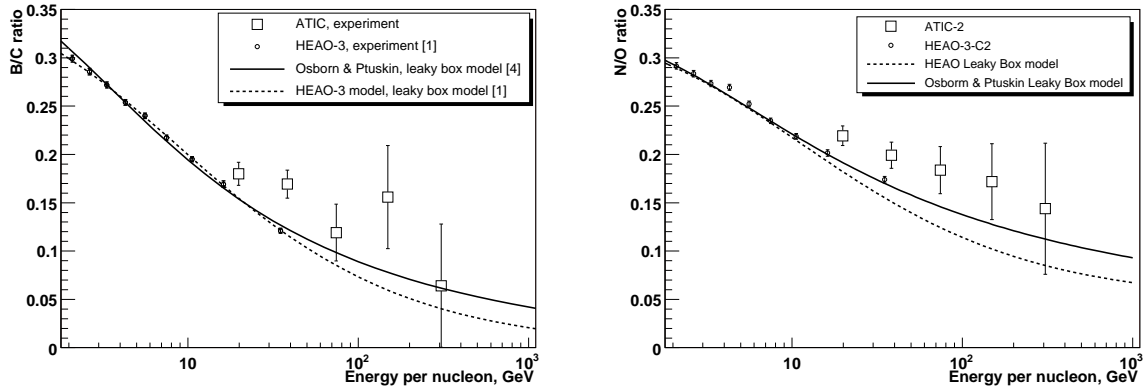 B/C ratio
0.35
0.3
0.25
0.2
0.15
0.1
0.05
0
ATIC, experiment
HEAO-3, experiment [1]
Osborn & Ptuskin, leaky box model [4]
HEAO-3 model, leaky box model [1]
10
10²
10³
Energy per nucleon, GeV
N/O ratio
0.35
0.3
0.25
0.2
0.15
0.1
0.05
0
ATIC-2
HEAO-3-C2
HEAO Leaky Box model
Osborn & Ptuskin Leaky Box model
10
10²
10³
Energy per nucleon, GeV